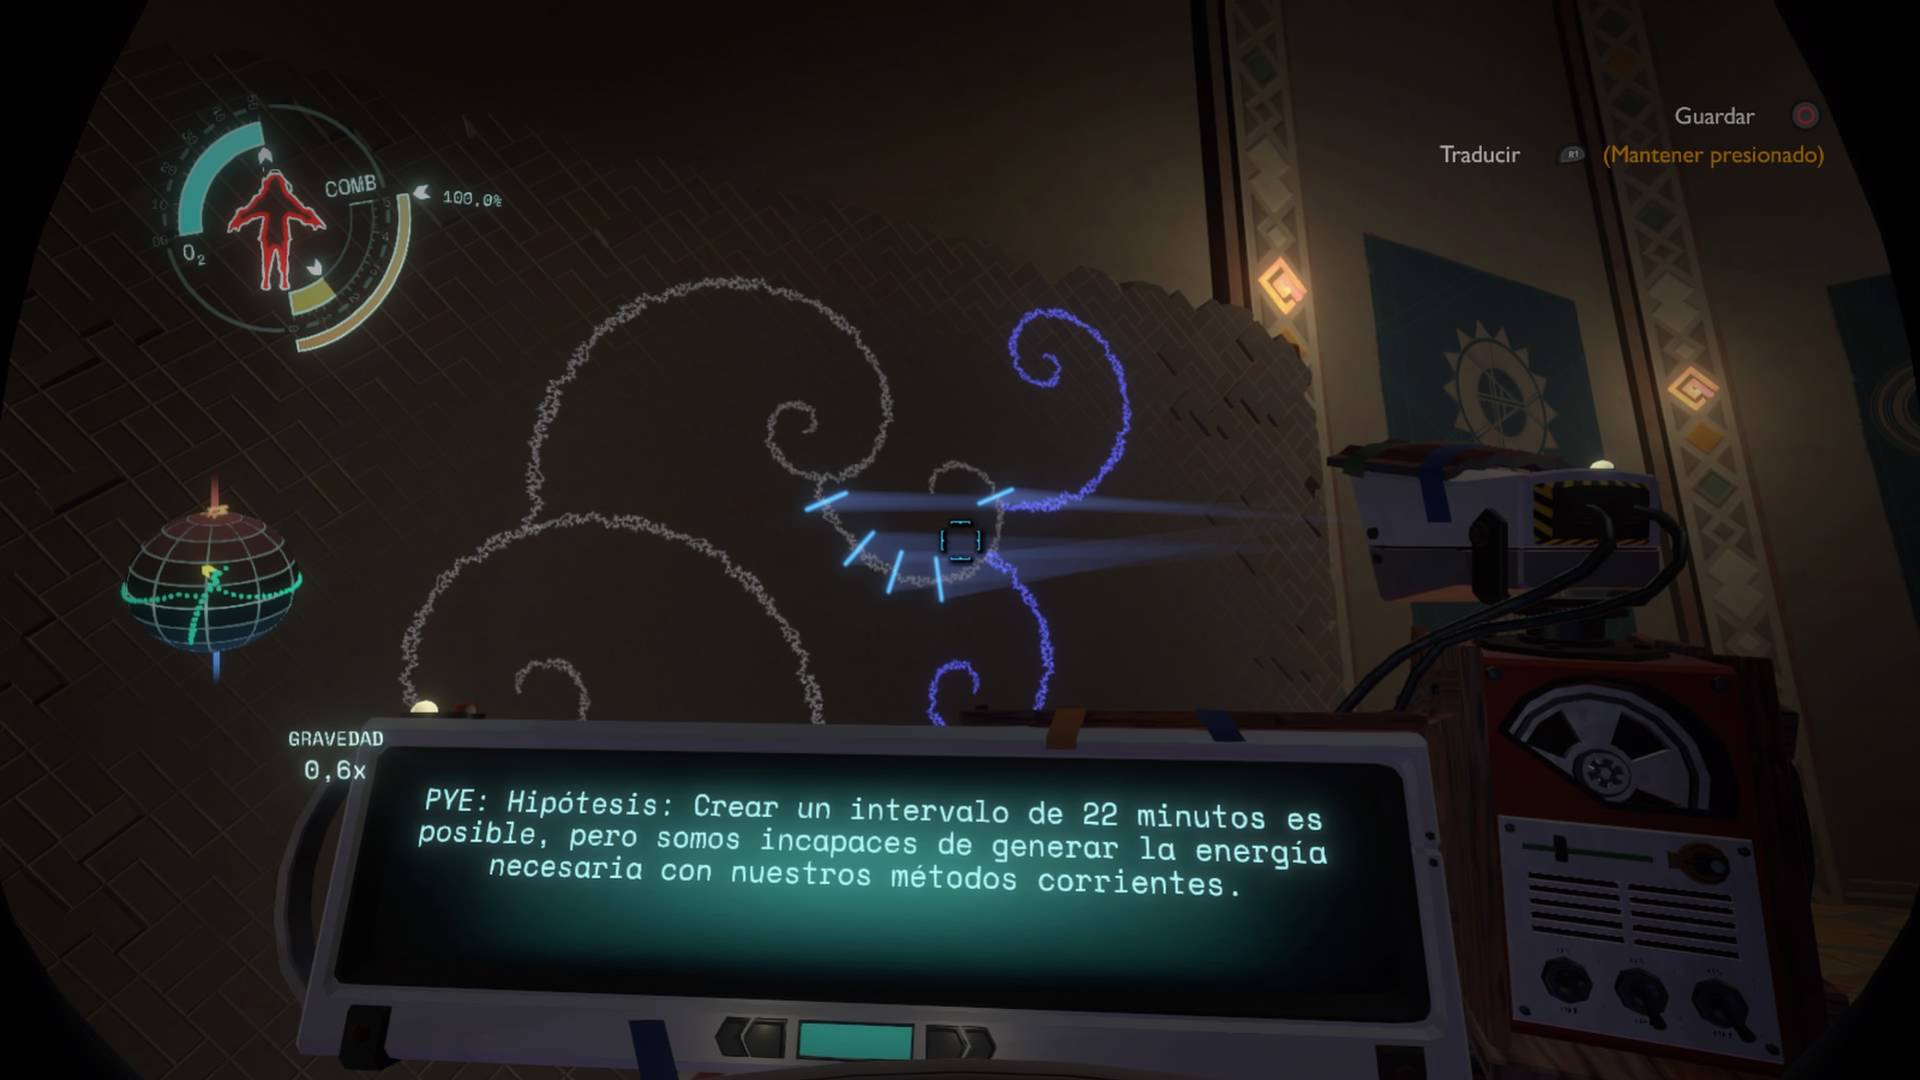 Guardar
Traducir R1 (Mantener presionado)
COMB
100.0%
O₂
GRAVEDAD
0,6x
PYE: Hipótesis: Crear un intervalo de 22 minutos es
posible, pero somos incapaces de generar la energía
necesaria con nuestros métodos corrientes.